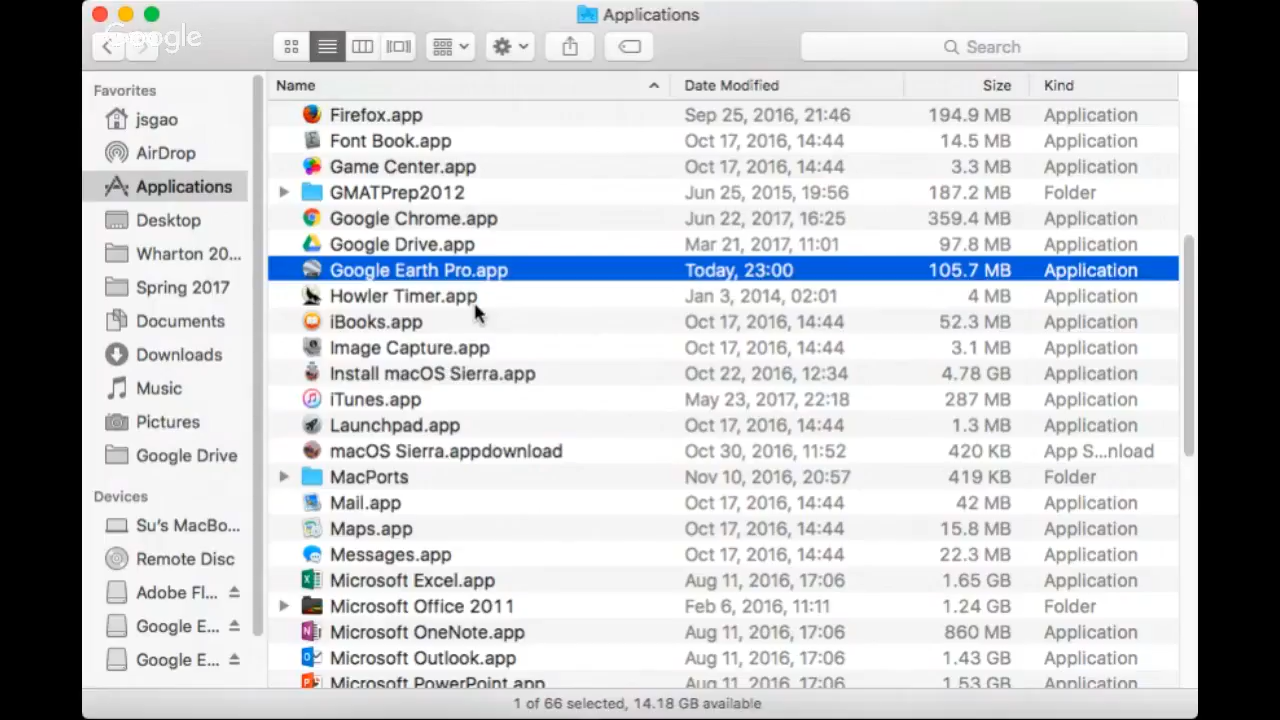 Applications
Google
Search
Favorites
jsgao
AirDrop
Applications
Desktop
Wharton 20...
Spring 2017
Documents
Downloads
Music
Pictures
Google Drive
Devices
Su's MacBo...
Remote Disc
Adobe Fl...
Google E...
Google E...
Name Date Modified Size Kind
Firefox.app Sep 25, 2016, 21:46 194.9 MB Application
Font Book.app Oct 17, 2016, 14:44 14.5 MB Application
Game Center.app Oct 17, 2016, 14:44 3.3 MB Application
GMATPrep2012 Jun 25, 2015, 19:56 187.2 MB Folder
Google Chrome.app Jun 22, 2017, 16:25 359.4 MB Application
Google Drive.app Mar 21, 2017, 11:01 97.8 MB Application
Google Earth Pro.app Today, 23:00 105.7 MB Application
Howler Timer.app Jan 3, 2014, 02:01 4 MB Application
iBooks.app Oct 17, 2016, 14:44 52.3 MB Application
Image Capture.app Oct 17, 2016, 14:44 3.1 MB Application
Install macOS Sierra.app Oct 22, 2016, 12:34 4.78 GB Application
iTunes.app May 23, 2017, 22:18 287 MB Application
Launchpad.app Oct 17, 2016, 14:44 1.3 MB Application
macOS Sierra.appdownload Oct 30, 2016, 11:52 420 KB App S...nload
MacPorts Nov 10, 2016, 20:57 419 KB Folder
Mail.app Oct 17, 2016, 14:44 42 MB Application
Maps.app Oct 17, 2016, 14:44 15.8 MB Application
Messages.app Oct 17, 2016, 14:44 22.3 MB Application
Microsoft Excel.app Aug 11, 2016, 17:06 1.65 GB Application
Microsoft Office 2011 Feb 6, 2016, 11:11 1.24 GB Folder
Microsoft OneNote.app Aug 11, 2016, 17:06 860 MB Application
Microsoft Outlook.app Aug 11, 2016, 17:06 1.43 GB Application
Microsoft PowerPoint.app Aug 11, 2016, 17:06 1.53 GB Application
1 of 66 selected, 14.18 GB available